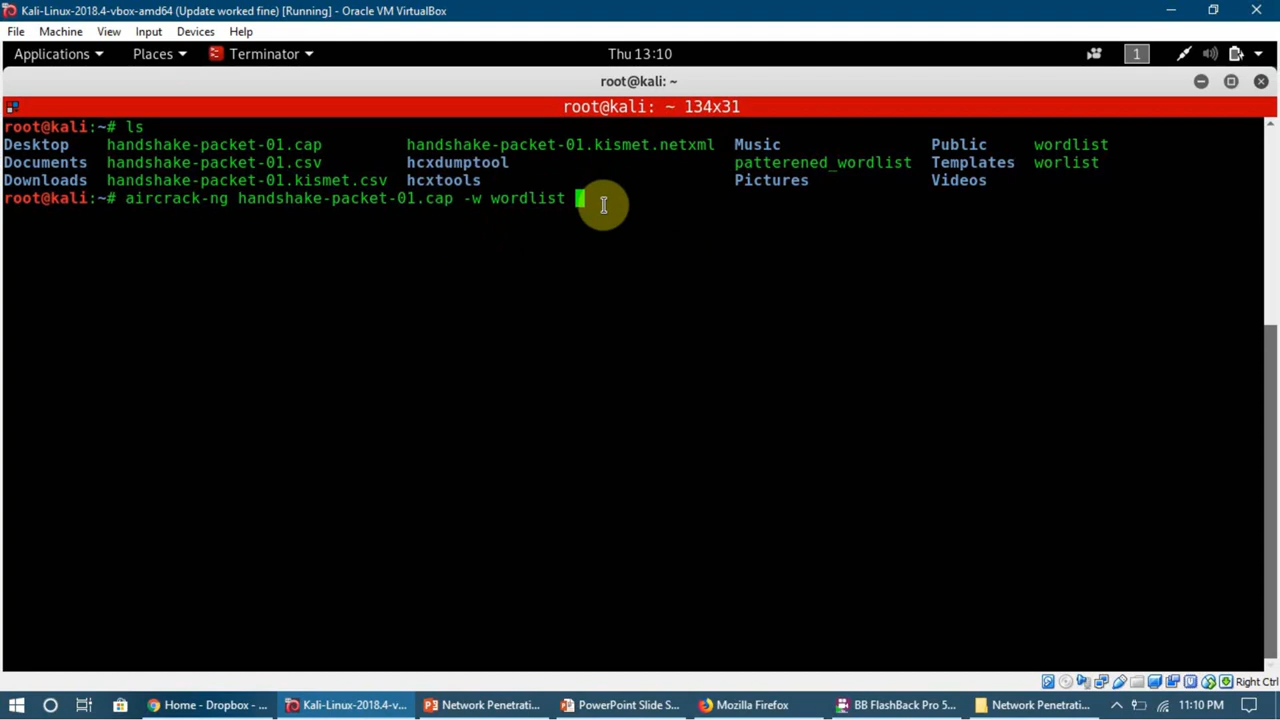 Kali-Linux-2018.4-vbox-amd64 (Update worked fine) [Running] - Oracle VM VirtualBox
File Machine View Input Devices Help
Applications Places Terminator Thu 13:10 1
root@kali: ~
root@kali: ~ 134x31
root@kali:~# ls
Desktop handshake-packet-01.cap handshake-packet-01.kismet.netxml Music Public wordlist
Documents handshake-packet-01.csv hcxdumptool patterened_wordlist Templates worlist
Downloads handshake-packet-01.kismet.csv hcxtools Pictures Videos
root@kali:~# aircrack-ng handshake-packet-01.cap -w wordlist
Right Ctrl
Home - Dropbox - ... Kali-Linux-2018.4-v... Network Penetrati... PowerPoint Slide S... Mozilla Firefox BB FlashBack Pro 5... Network Penetrati... 11:10 PM